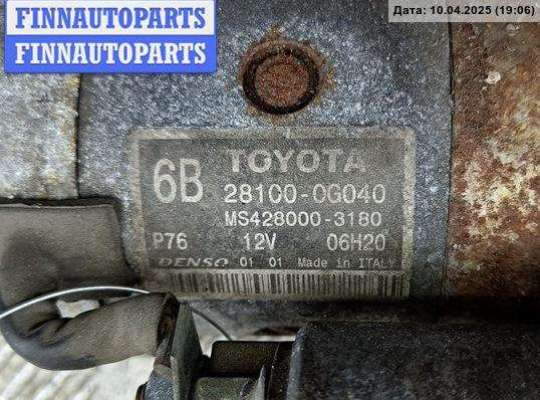 FINNAUTOPARTS
FINNAUTOPARTS
Дата: 10.04.2025 (19:06)
6B TOYOTA
28100-0G040
MS428000-3180
P76 12V 06H20
DENSO 01 01 Made in ITALY